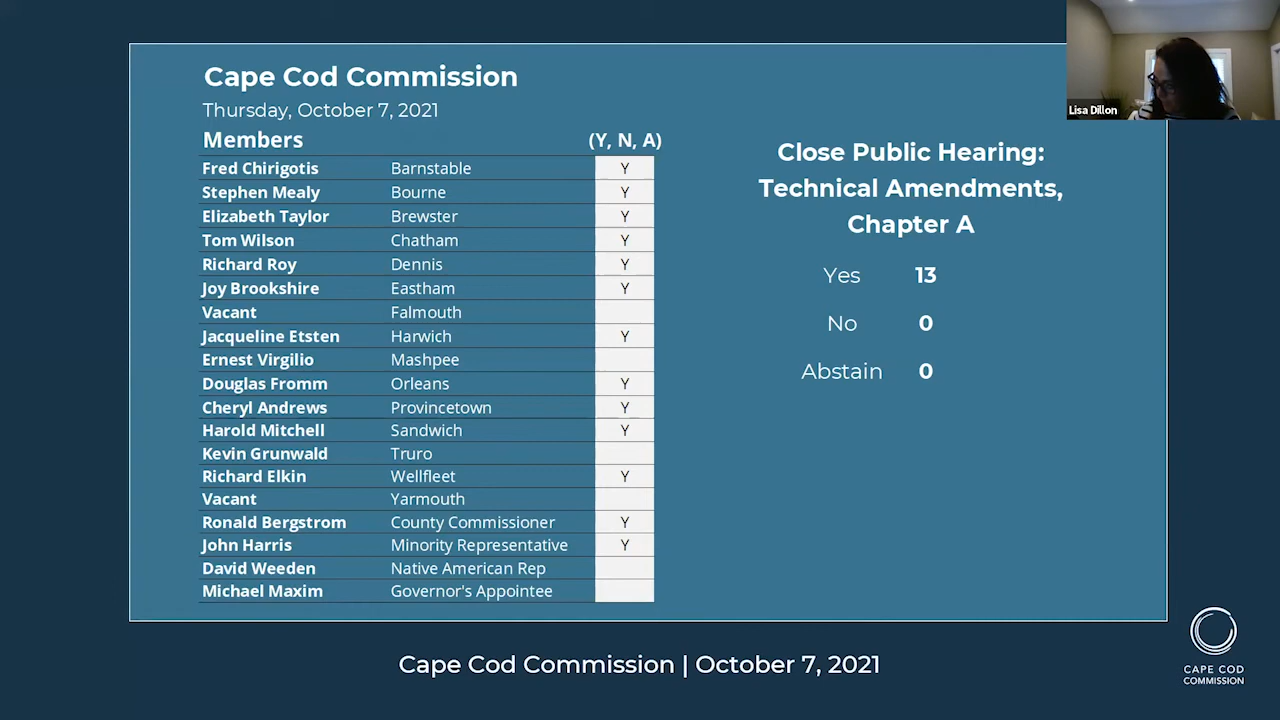 Lisa Dillon
Cape Cod Commission
Thursday, October 7, 2021
Members (Y, N, A)
Fred Chirigotis Barnstable Y
Stephen Mealy Bourne Y
Elizabeth Taylor Brewster Y
Tom Wilson Chatham Y
Richard Roy Dennis Y
Joy Brookshire Eastham Y
Vacant Falmouth
Jacqueline Etsten Harwich Y
Ernest Virgilio Mashpee
Douglas Fromm Orleans Y
Cheryl Andrews Provincetown Y
Harold Mitchell Sandwich Y
Kevin Grunwald Truro
Richard Elkin Wellfleet Y
Vacant Yarmouth
Ronald Bergstrom County Commissioner Y
John Harris Minority Representative Y
David Weeden Native American Rep
Michael Maxim Governor's Appointee
Close Public Hearing:
Technical Amendments,
Chapter A
Yes 13
No 0
Abstain 0
Cape Cod Commission | October 7, 2021
CAPE COD
COMMISSION